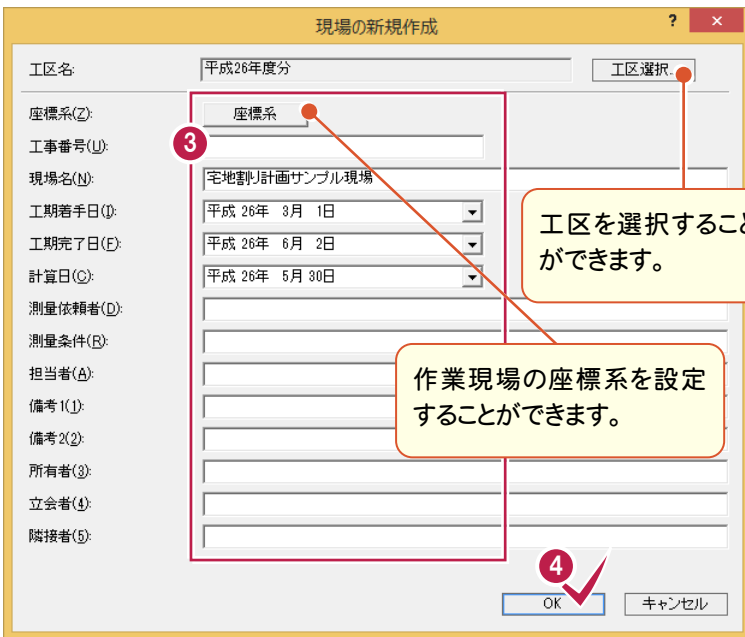 現場の新規作成
? ×
工区名: 平成26年度分 工区選択...
座標系(Z): 座標系
3
工事番号(U):
現場名(N): 宅地割り計画サンプル現場
工期着手日(I): 平成 26年 3月 1日
工期完了日(F): 平成 26年 6月 2日
計算日(C): 平成 26年 5月 30日
測量依頼者(D):
測量条件(R):
担当者(A):
備考1(1):
備考2(2):
所有者(3):
立会者(4):
隣接者(5):
工区を選択すること
ができます。
作業現場の座標系を設定
することができます。
4
OK キャンセル